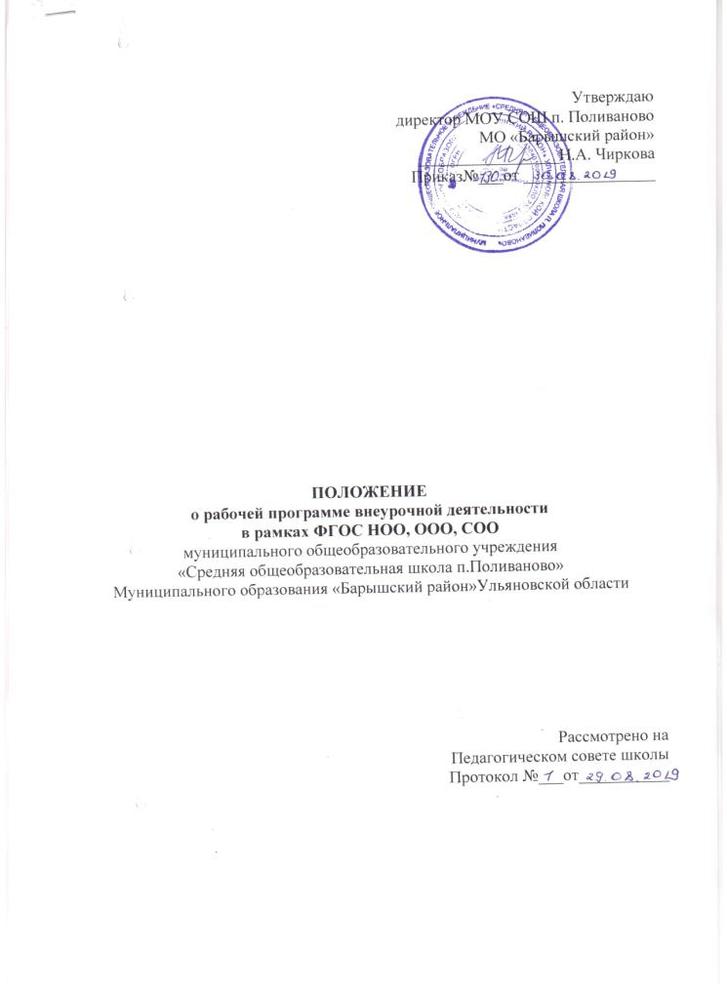 Утверждаю
директор МОУ СОШ п. Поливаново
МО «Барышский район»
Н.А. Чиркова
Приказ№ 130 от 30.08.2019
ПОЛОЖЕНИЕ
о рабочей программе внеурочной деятельности
в рамках ФГОС НОО, ООО, СОО
муниципального общеобразовательного учреждения
«Средняя общеобразовательная школа п.Поливаново»
Муниципального образования «Барышский район»Ульяновской области
Рассмотрено на
Педагогическом совете школы
Протокол № 1 от 29.08.2019